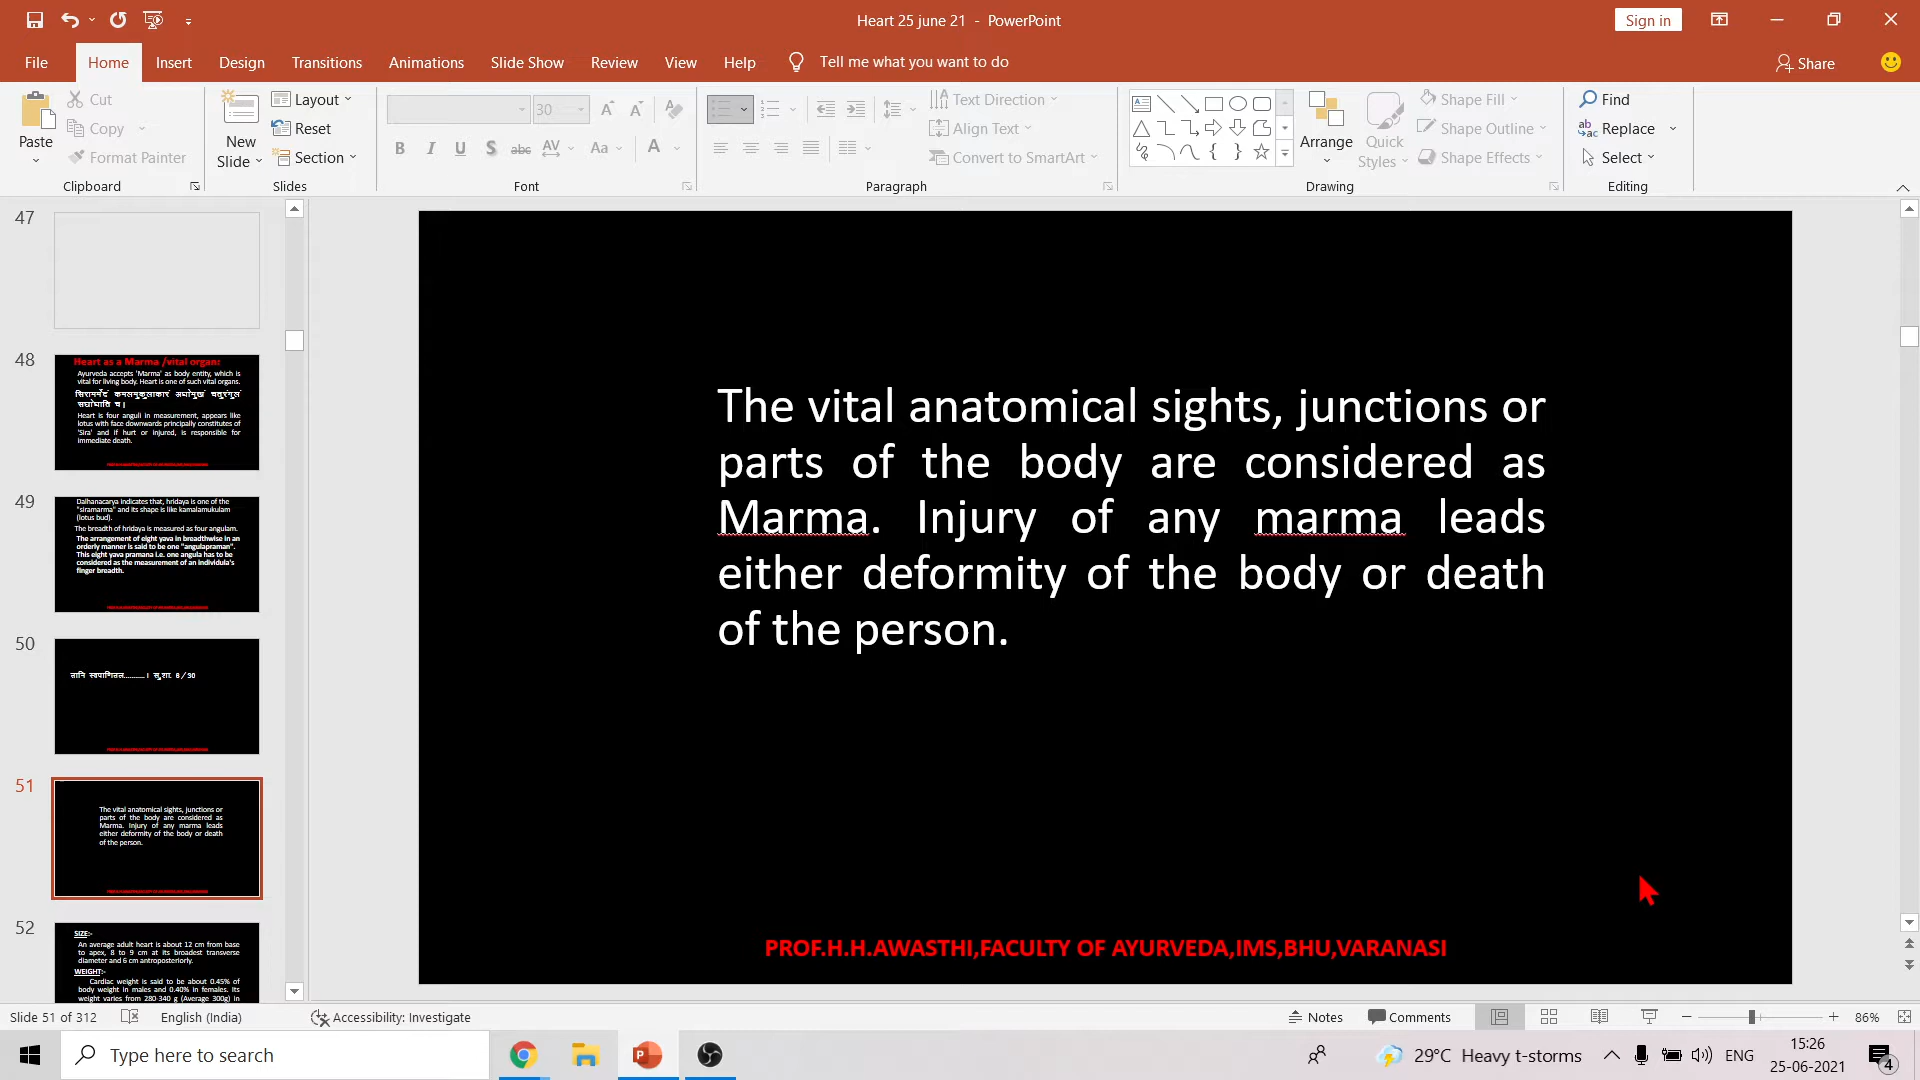 Heart 25 june 21 - PowerPoint
Sign in
File Home Insert Design Transitions Animations Slide Show Review View Help Tell me what you want to do
Share
Paste
Cut
Copy
Format Painter
Clipboard
New
Slide
Layout
Reset
Section
Slides
30
Font
Paragraph
Text Direction
Align Text
Convert to SmartArt
Arrange
Quick
Styles
Shape Fill
Shape Outline
Shape Effects
Drawing
Find
Replace
Select
Editing
47
48
Heart as a Marma /vital organ:
Ayurveda accepts 'Marma' as body entity, which is
vital for living body. Heart is one of such vital organs.
Heart is four anguli in measurement, appears like
lotus with face downwards principally constitutes of
'Sira' and if hurt or injured, is responsible for
immediate death.
49
Dalhanacarya indicates that, hridaya is one of the
"siramarma" and its shape is like kamalamukulam
(lotus bud).
The breadth of hridaya is measured as four angulam.
The arrangement of eight yava in breadthwise in an
orderly manner is said to be one "angulapraman".
This eight yava pramana i.e. one angula has to be
considered as the measurement of an individula's
finger breadth.
50
51
The vital anatomical sights, junctions or
parts of the body are considered as
Marma. Injury of any marma leads
either deformity of the body or death
of the person.
52
SIZE:-
An average adult heart is about 12 cm from base
to apex, 8 to 9 cm at its broadest transverse
diameter and 6 cm antroposteriorly.
WEIGHT:-
Cardiac weight is said to be about 0.45% of
body weight in males and 0.40% in females. Its
weight varies from 280-340 g (Average 300g) in
The vital anatomical sights, junctions or
parts of the body are considered as
Marma. Injury of any marma leads
either deformity of the body or death
of the person.
PROF.H.H.AWASTHI,FACULTY OF AYURVEDA,IMS,BHU,VARANASI
Slide 51 of 312 English (India) Accessibility: Investigate Notes Comments 86%
Type here to search
29°C Heavy t-storms ENG
15:26
25-06-2021
4